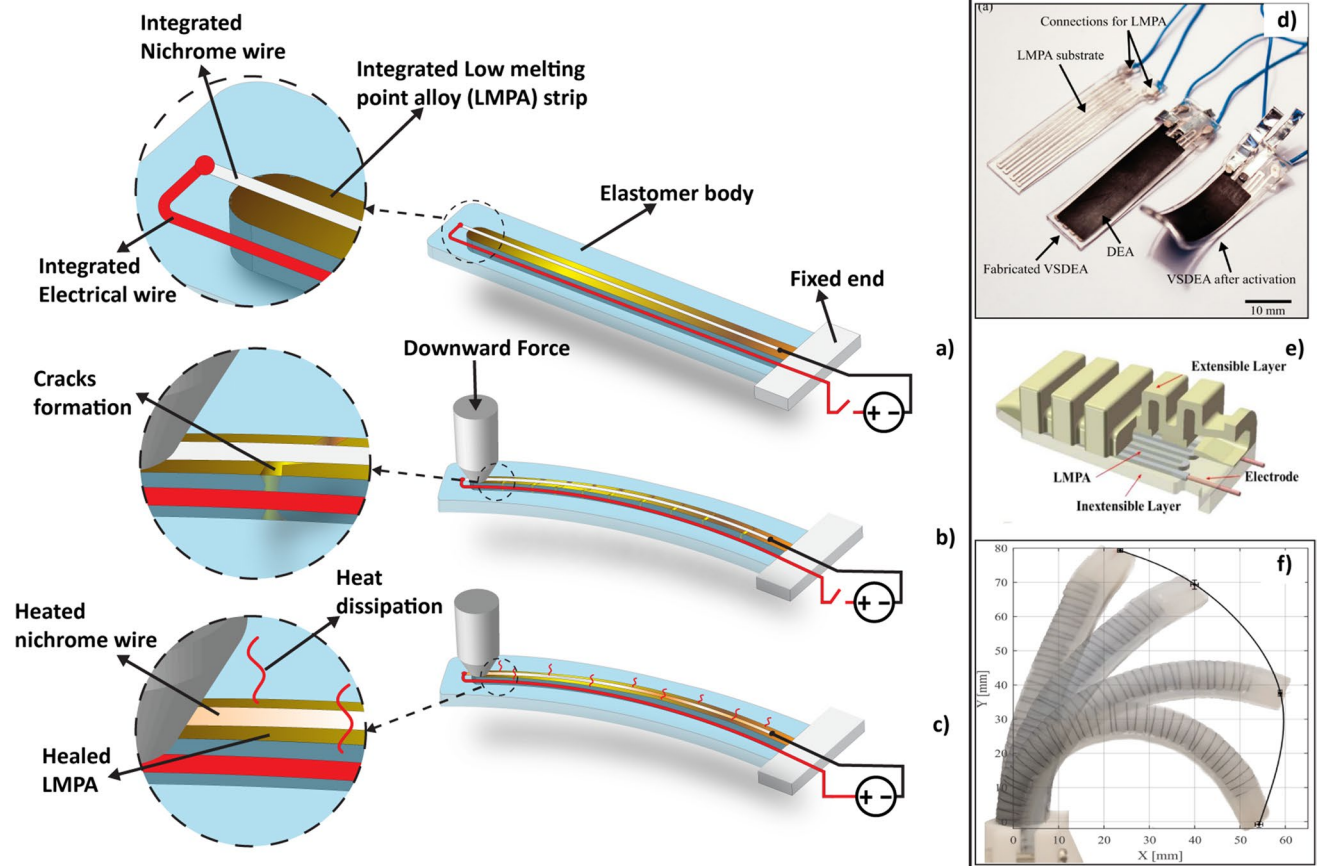 Integrated
Nichrome wire
Integrated Low melting
point alloy (LMPA) strip
Elastomer body
Fixed end
Integrated
Electrical wire
a)
Downward Force
Cracks
formation
b)
Heat
dissipation
Heated
nichrome wire
Healed
LMPA
c)
(a)
d)
Connections for LMPA
LMPA substrate
DEA
Fabricated VSDEA
VSDEA after activation
10 mm
e)
Extensible Layer
LMPA
Electrode
Inextensible Layer
f)
80
70
60
50
40
30
20
10
0
Y [mm]
0 10 20 30 40 50 60
X [mm]